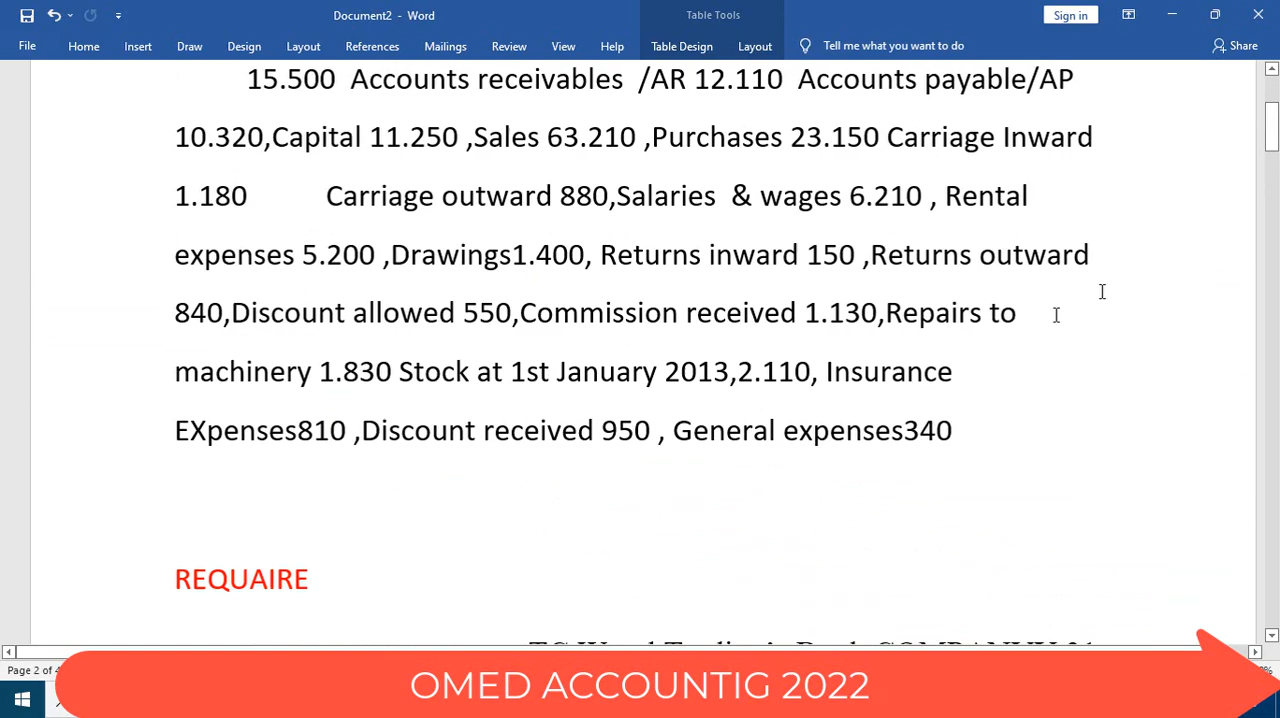 Document2 - Word
Table Tools
Sign in
File Home Insert Draw Design Layout References Mailings Review View Help Table Design Layout Tell me what you want to do Share
15.500 Accounts receivables /AR 12.110 Accounts payable/AP
10.320,Capital 11.250 ,Sales 63.210 ,Purchases 23.150 Carriage Inward
1.180 Carriage outward 880,Salaries & wages 6.210 , Rental
expenses 5.200 ,Drawings1.400, Returns inward 150 ,Returns outward
840,Discount allowed 550,Commission received 1.130,Repairs to
machinery 1.830 Stock at 1st January 2013,2.110, Insurance
EXpenses810 ,Discount received 950 , General expenses340
REQUAIRE
Page 2 of 4
OMED ACCOUNTIG 2022